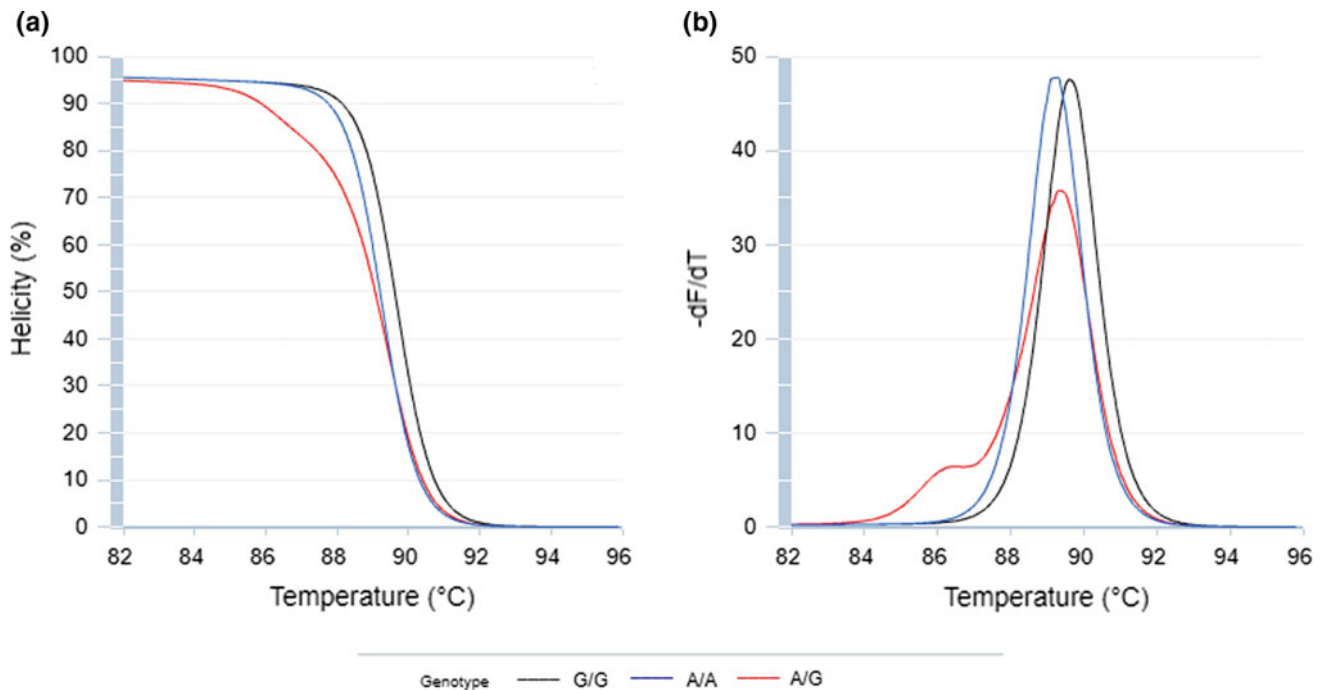 (a)
100
90
80
70
60
50
40
30
20
10
0
Helicity (%)
82 84 86 88 90 92 94 96
Temperature (°C)
(b)
50
40
30
20
10
0
-dF/dT
82 84 86 88 90 92 94 96
Temperature (°C)
Genotype G/G A/A A/G